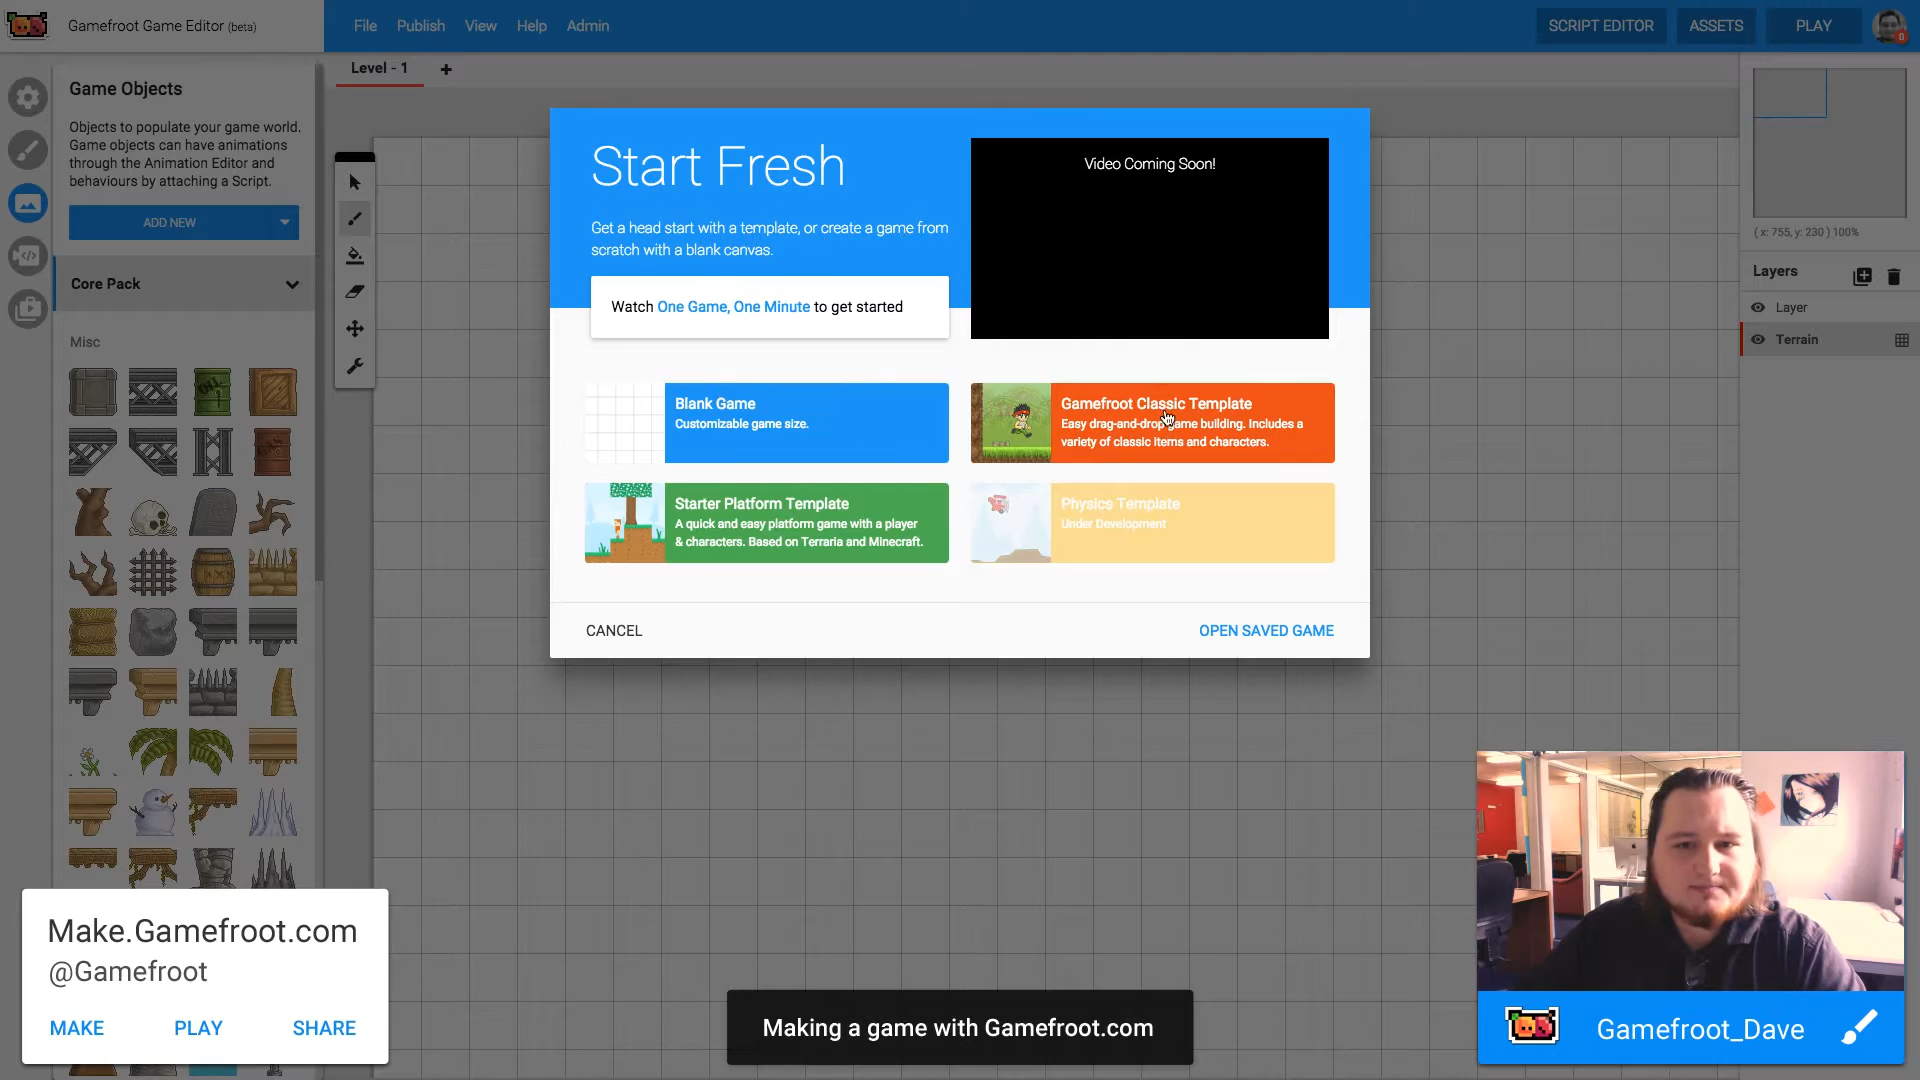 Gamefroot Game Editor (beta)
File Publish View Help Admin
SCRIPT EDITOR ASSETS PLAY
0
Level - 1 +
Game Objects
Objects to populate your game world.
Game objects can have animations
through the Animation Editor and
behaviours by attaching a Script.
ADD NEW
Core Pack
Misc
OIL
Start Fresh
Get a head start with a template, or create a game from
scratch with a blank canvas.
Watch One Game, One Minute to get started
Video Coming Soon!
Blank Game
Customizable game size.
Gamefroot Classic Template
Easy drag-and-drop game building. Includes a
variety of classic items and characters.
Starter Platform Template
A quick and easy platform game with a player
& characters. Based on Terraria and Minecraft.
Physics Template
Under Development
CANCEL
OPEN SAVED GAME
( x: 755, y: 230 ) 100%
Layers
Layer
Terrain
Make.Gamefroot.com
@Gamefroot
MAKE PLAY SHARE
Making a game with Gamefroot.com
Gamefroot_Dave